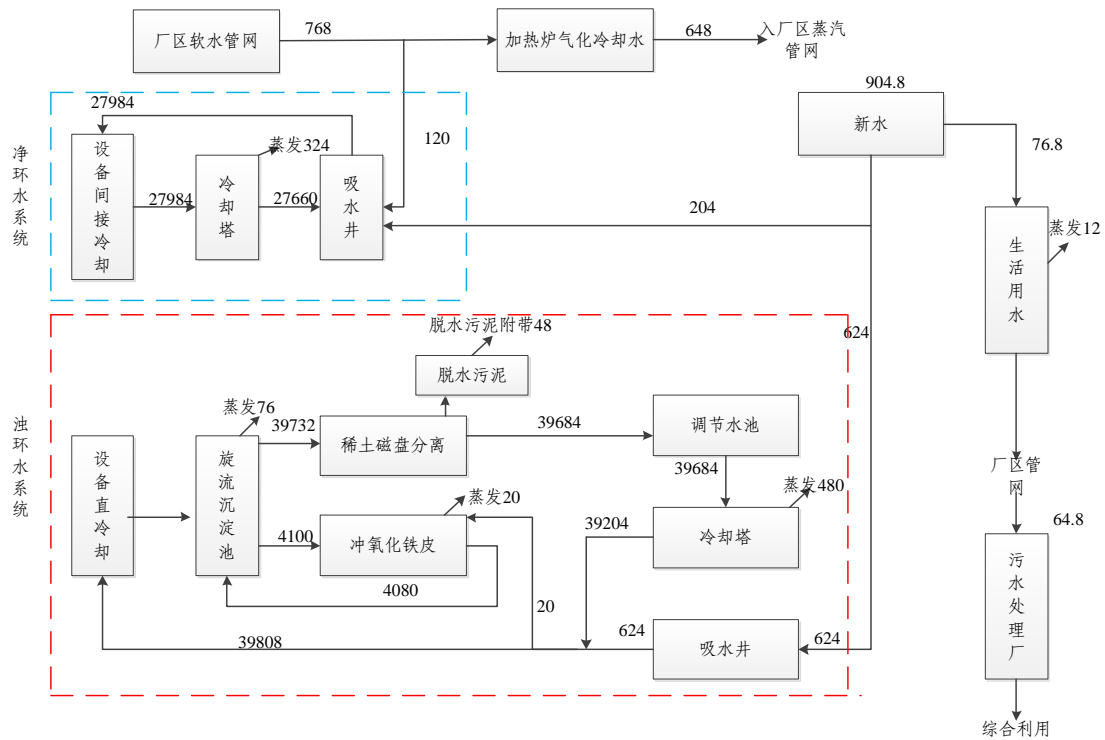 厂区软水管网
768
加热炉气化冷却水
648
入厂区蒸汽
管网
904.8
新水
76.8
净环水系统
27984
设备间接冷却
27984
冷却塔
蒸发324
27660
吸水井
120
204
生活用水
蒸发12
624
脱水污泥附带48
脱水污泥
浊环水系统
设备直冷却
旋流沉淀池
蒸发76
39732
稀土磁盘分离
39684
调节水池
39684
蒸发480
冷却塔
39204
4100
冲氧化铁皮
蒸发20
4080
20
39808
624
吸水井
624
厂区管
网
64.8
污水处理厂
综合利用